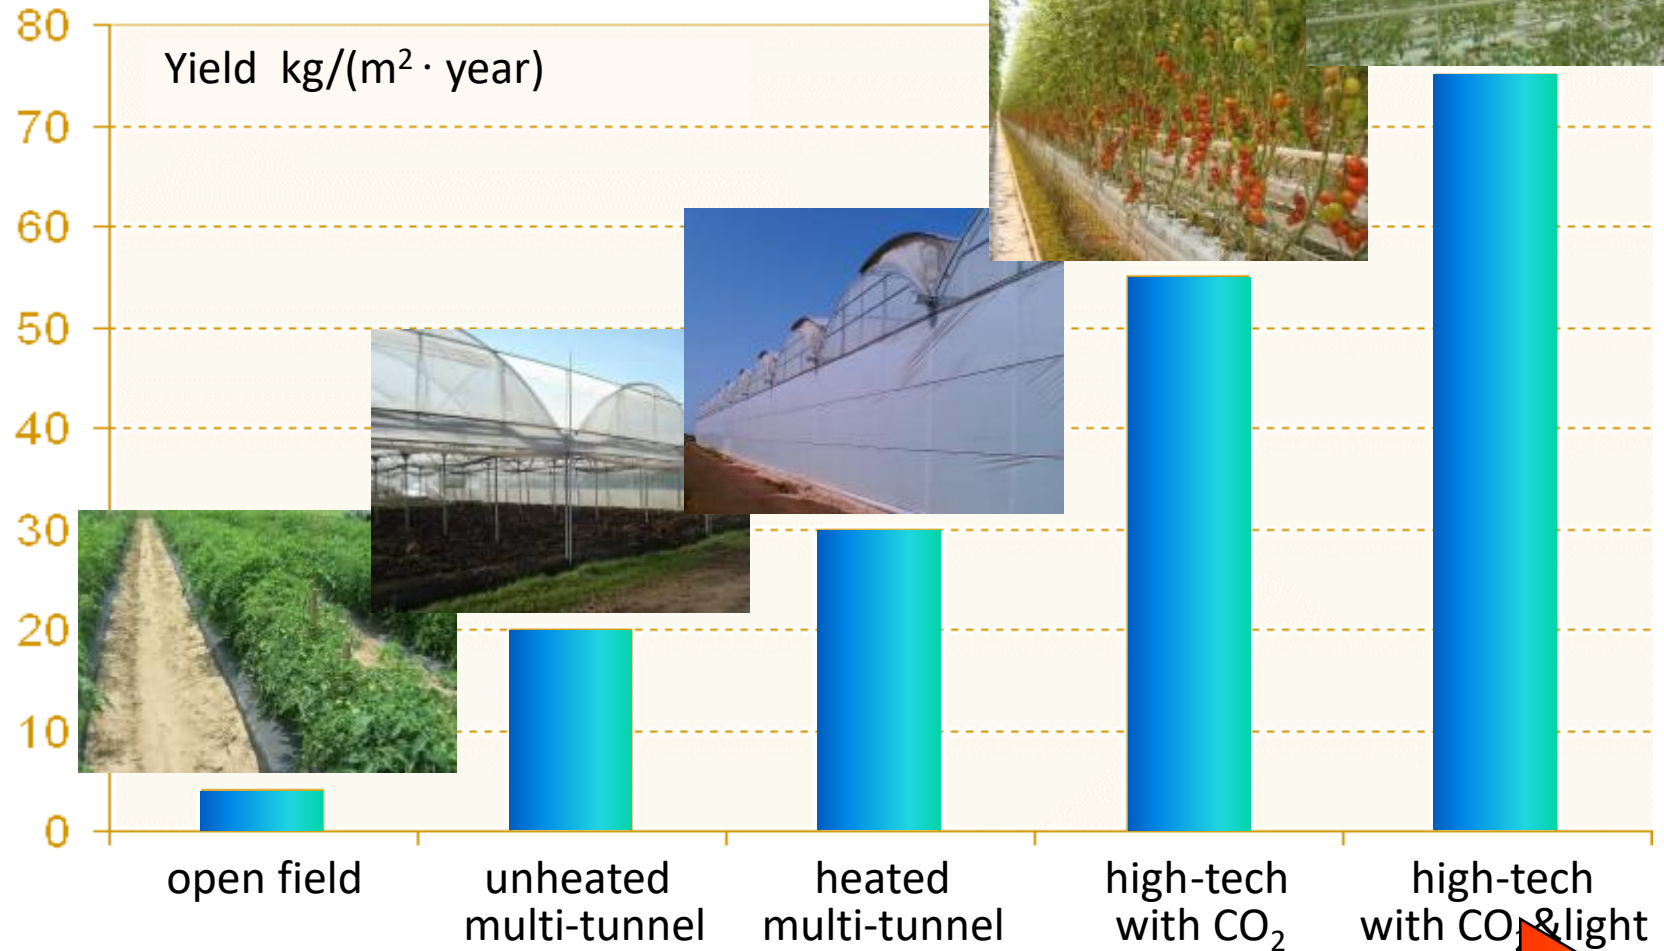 80
Yield kg/(m² · year)
70
60
50
40
30
20
10
0
open field
unheated
multi-tunnel
heated
multi-tunnel
high-tech
with CO₂
high-tech
with CO₂&light